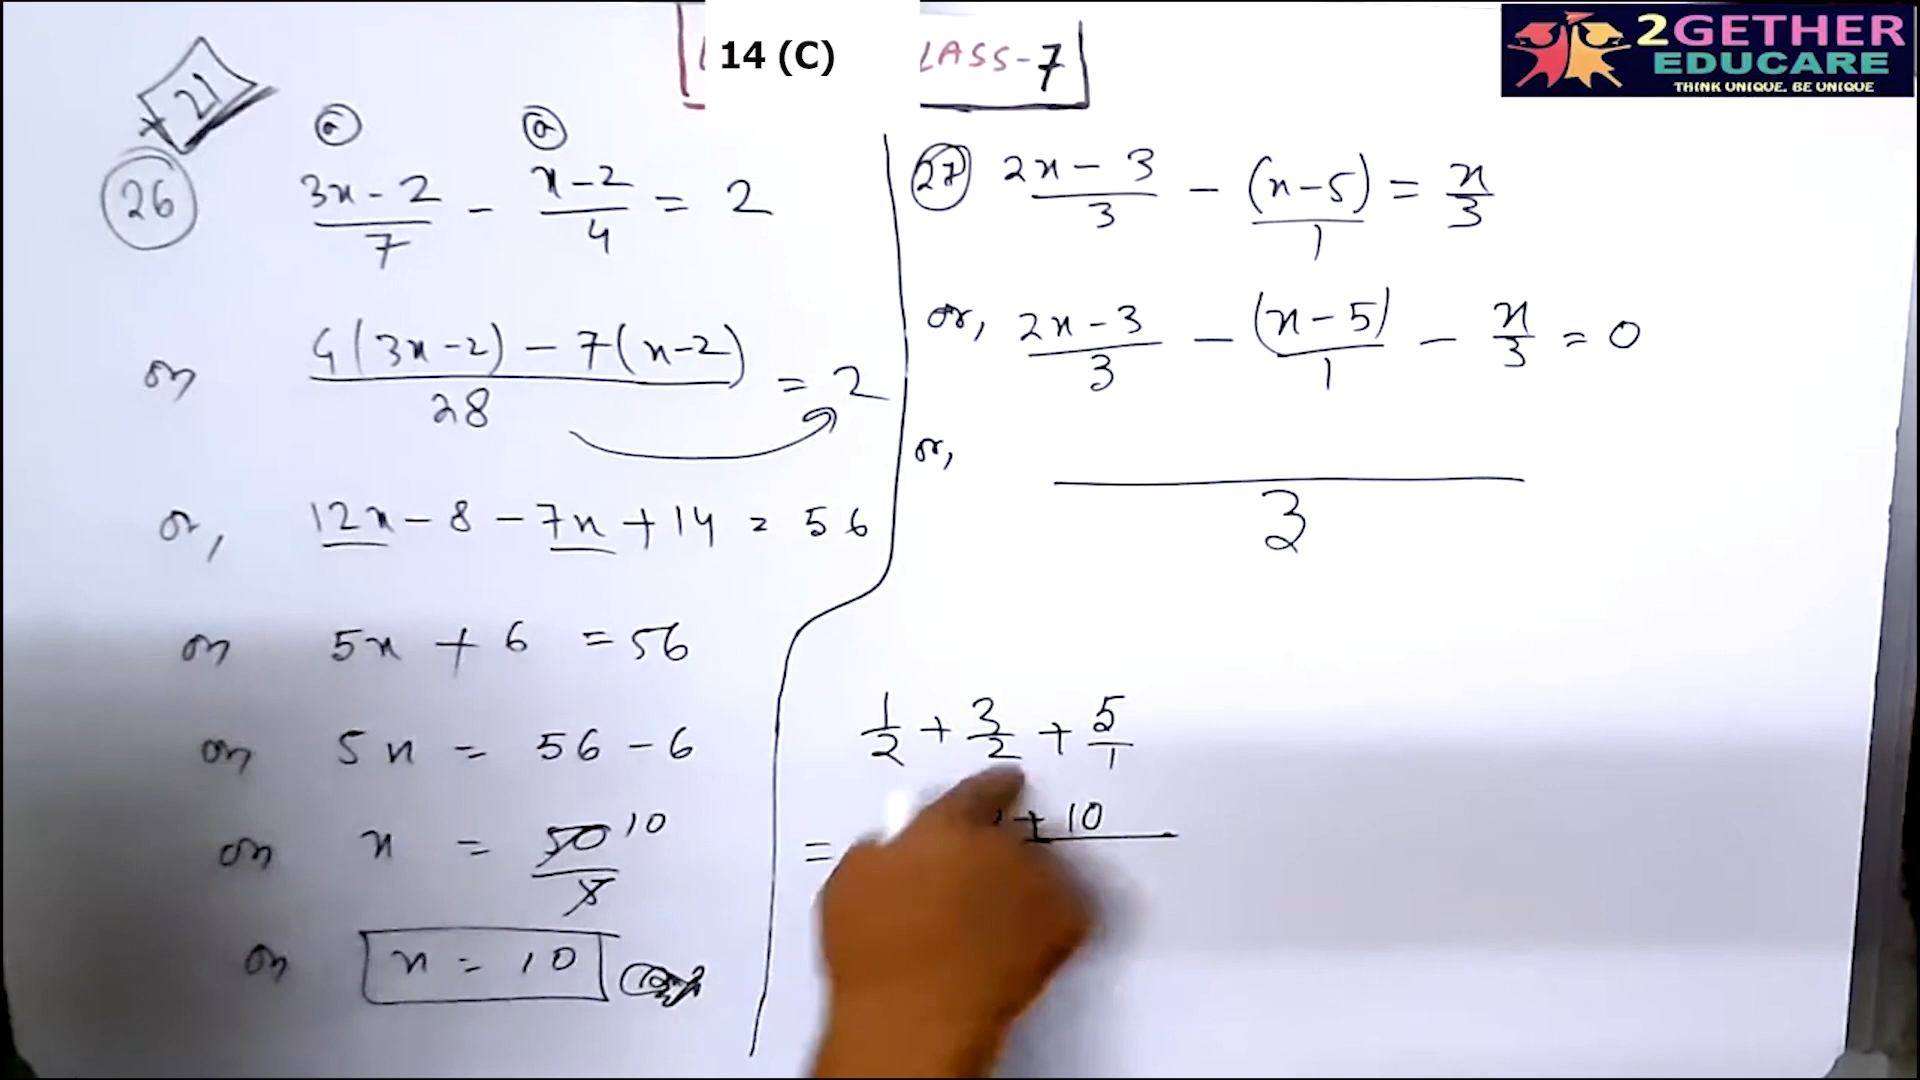 14 (C) LASS-7
2GETHER
EDUCARE
THINK UNIQUE. BE UNIQUE
21
a a
26 (3x-2)/7 - (x-2)/4 = 2
or 4(3x-2) - 7(x-2) / 28 = 2
or, 12x - 8 - 7x + 14 = 56
or 5x + 6 = 56
or 5x = 56 - 6
or x = 50/5 10
or x = 10
27 (2x-3)/3 - (x-5)/1 = x/3
or, (2x-3)/3 - (x-5)/1 - x/3 = 0
or, 3
1/2 + 3/2 + 5/1
= + 10